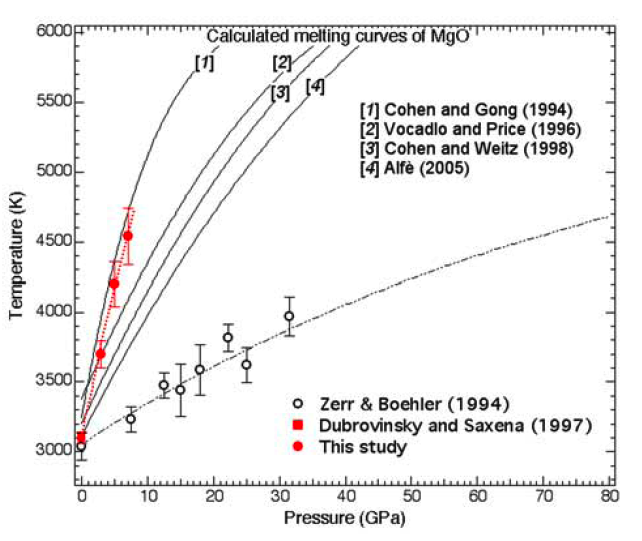 6000
Calculated melting curves of MgO
[1]
[2]
[3]
[4]
5500
[1] Cohen and Gong (1994)
[2] Vocadlo and Price (1996)
[3] Cohen and Weitz (1998)
[4] Alfè (2005)
5000
4500
4000
3500
3000
Temperature (K)
Zerr & Boehler (1994)
Dubrovinsky and Saxena (1997)
This study
0 10 20 30 40 50 60 70 80
Pressure (GPa)